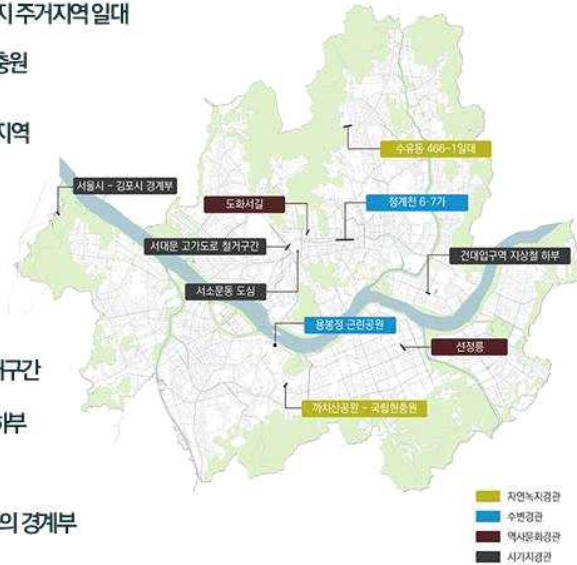 지 주거지역 일대
충원
지역
서울시 - 김포시 경계부
수유동 466-1일대
도화서길
청계천 6·7가
서대문 고가도로 철거구간
건대입구역 지상철 하부
서소문동 도심
용봉정 근린공원
선정릉
구간
까치산공원 - 국립현충원
하부
의 경계부
자연녹지경관
수변경관
역사문화경관
시가지경관